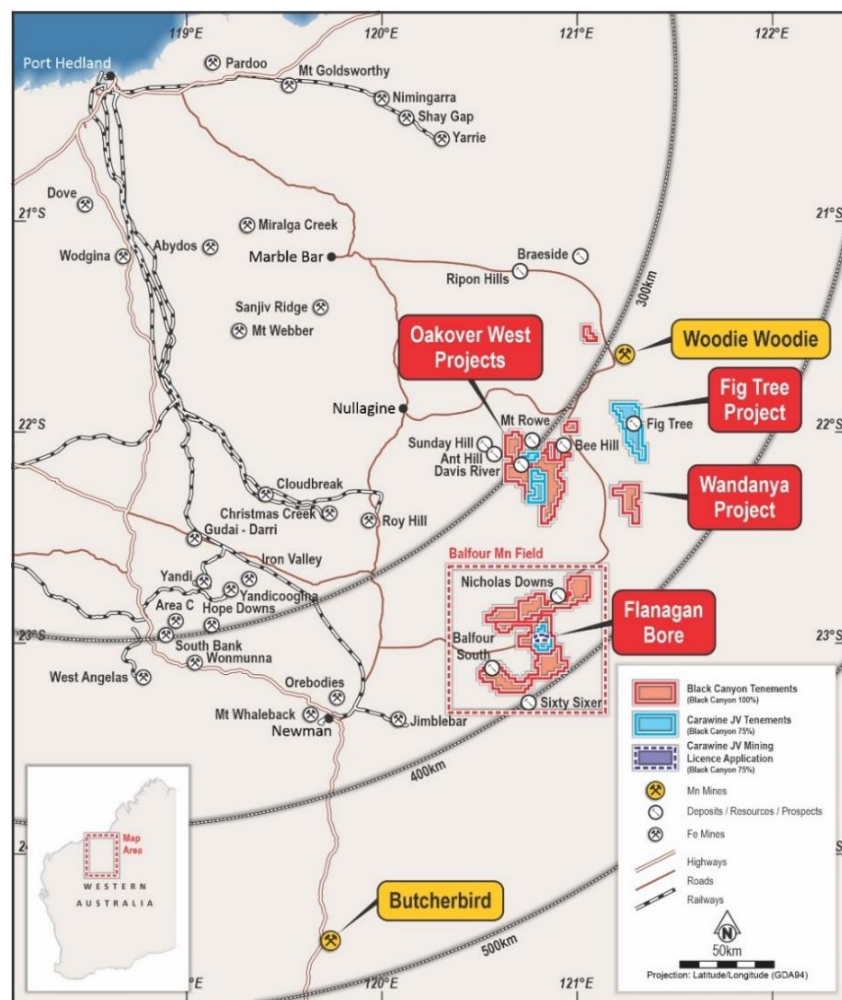 119°E
120°E
121°E
122°E
Port Hedland
Pardoo
Mt Goldsworthy
Nimingarra
Shay Gap
Yarrie
Dove
21°S
21°S
Miralga Creek
Abydos
Wodgina
Marble Bar
Braeside
Ripon Hills
300km
Sanjiv Ridge
Mt Webber
Oakover West
Projects
Woodie Woodie
Fig Tree
Project
Nullagine
22°S
22°S
Mt Rowe
Sunday Hill
Ant Hill
Davis River
Bee Hill
Fig Tree
Wandanya
Project
Cloudbreak
Christmas Creek
Roy Hill
Gudai - Darri
Iron Valley
Yandi
Yandicoogina
Area C
Hope Downs
Balfour Mn Field
Nicholas Downs
Flanagan
Bore
23°S
23°S
South Bank
Wonmunna
West Angelas
Balfour
South
Orebodies
Mt Whaleback
Newman
Jimblebar
Sixty Sixer
400km
Black Canyon Tenements
(Black Canyon 100%)
Carawine JV Tenements
(Black Canyon 75%)
Carawine JV Mining
Licence Application
(Black Canyon 75%)
Mn Mines
Deposits / Resources / Prospects
Fe Mines
Highways
Roads
Railways
N
50km
Projection: Latitude/Longitude (GDA94)
Map
Area
WESTERN
AUSTRALIA
Butcherbird
500km
120°E
121°E